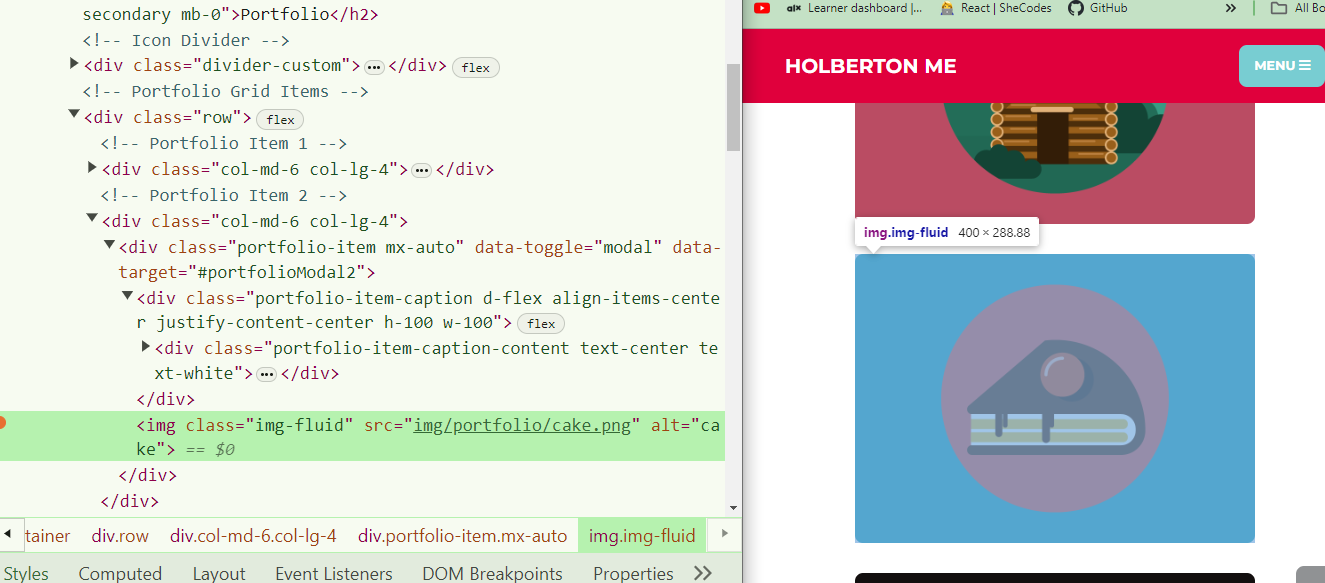 secondary mb-0">Portfolio</h2>
<!-- Icon Divider -->
<div class="divider-custom"> ••• </div> flex
<!-- Portfolio Grid Items -->
<div class="row"> flex
<!-- Portfolio Item 1 -->
<div class="col-md-6 col-lg-4"> ••• </div>
<!-- Portfolio Item 2 -->
<div class="col-md-6 col-lg-4">
<div class="portfolio-item mx-auto" data-toggle="modal" data-
target="#portfolioModal2">
<div class="portfolio-item-caption d-flex align-items-cente
r justify-content-center h-100 w-100"> flex
<div class="portfolio-item-caption-content text-center te
xt-white"> ••• </div>
</div>
<img class="img-fluid" src="img/portfolio/cake.png" alt="ca
ke"> == $0
</div>
</div>
tainer div.row div.col-md-6.col-lg-4 div.portfolio-item.mx-auto img.img-fluid
Styles Computed Layout Event Listeners DOM Breakpoints Properties »
alx Learner dashboard |... React | SheCodes GitHub » All Bo
HOLBERTON ME MENU ☰
img.img-fluid 400 × 288.88